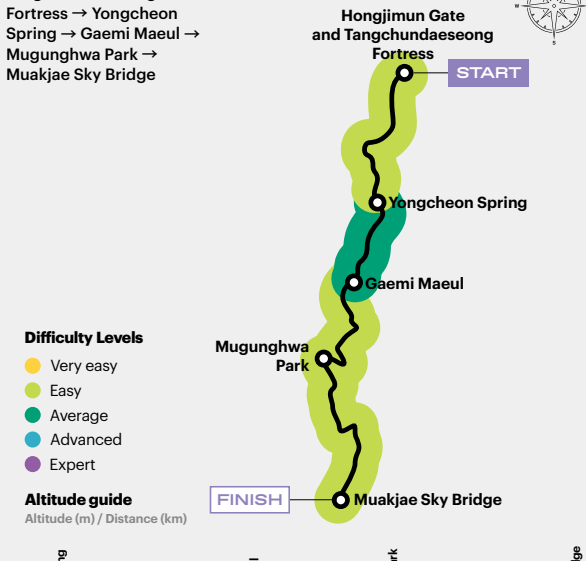 Fortress → Yongcheon
Spring → Gaemi Maeul →
Mugunghwa Park →
Muakjae Sky Bridge
Hongjimun Gate
and Tangchundaeseong
Fortress
START
W
S
Yongcheon Spring
Gaemi Maeul
Mugunghwa
Park
Difficulty Levels
Very easy
Easy
Average
Advanced
Expert
FINISH
Muakjae Sky Bridge
Altitude guide
Altitude (m) / Distance (km)